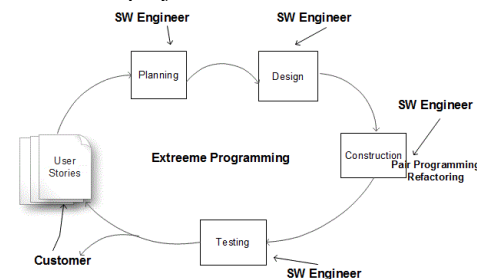 SW Engineer
SW Engineer
Planning
Design
SW Engineer
User
Stories
Extreeme Programming
Construction
Pair Programming
Refactoring
Testing
Customer
SW Engineer